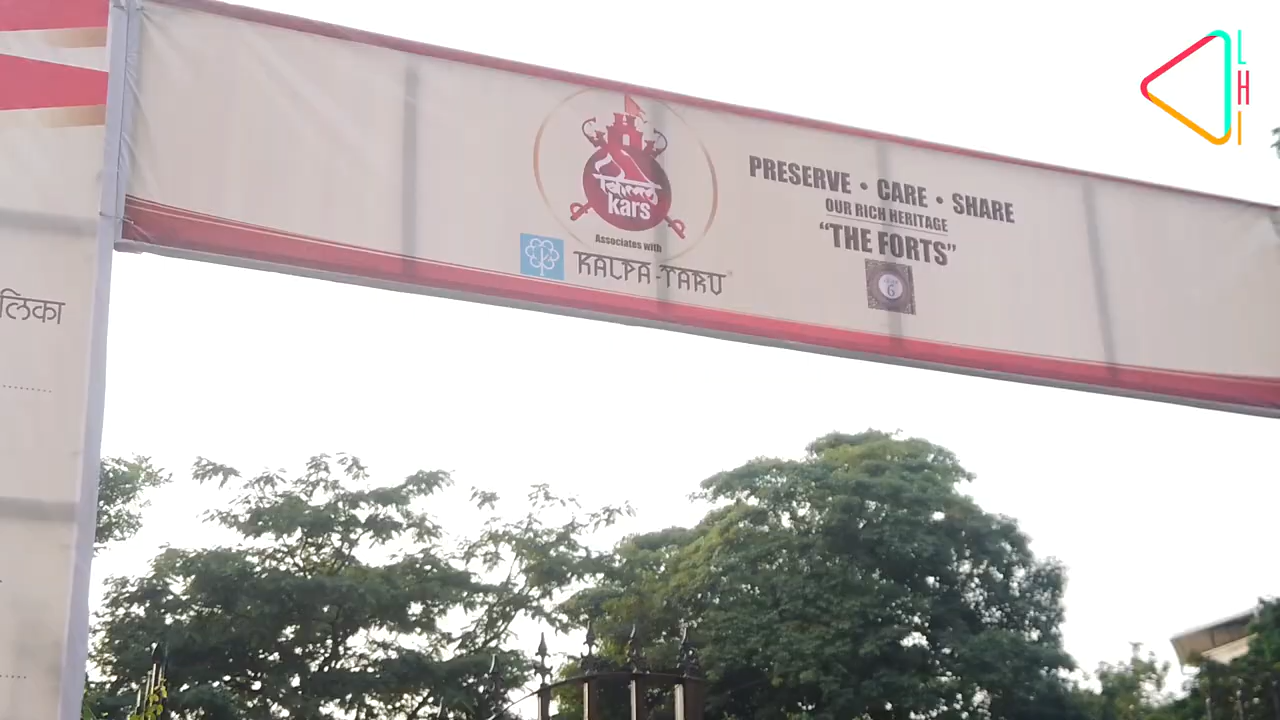 kars
Associates with
KALPA-TARU
PRESERVE • CARE • SHARE
OUR RICH HERITAGE
“THE FORTS”
6
लिका
LHI